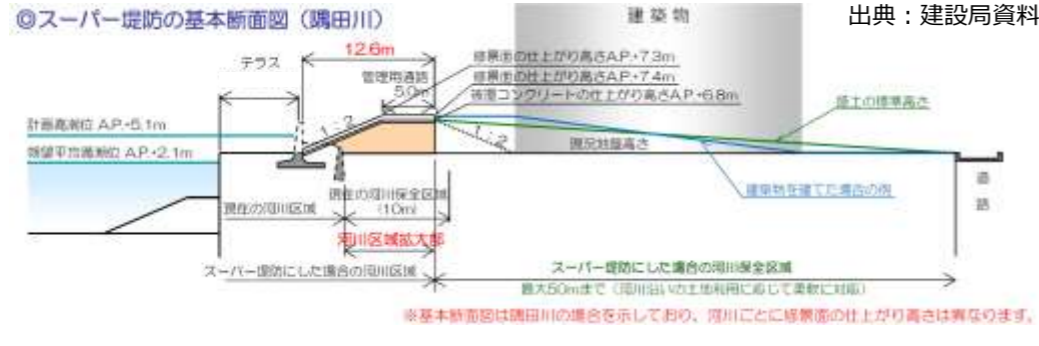 ◎スーパー堤防の基本断面図（隅田川）
建築物
出典：建設局資料
12.6m
テラス
管理用通路
5.0m
修景面の仕上がり高さA.P.+7.3m
修景面の仕上がり高さA.P.+7.4m
被覆コンクリートの仕上がり高さA.P.+6.8m
盛土の標準高さ
計画高潮位 A.P.+5.1m
1：2
1：2
現況地盤高さ
朔望平均満潮位 A.P.+2.1m
建築物を建てた場合の例
道路
現在の河川区域
現在の河川保全区域
(10m)
河川区域拡大部
スーパー堤防にした場合の河川区域
スーパー堤防にした場合の河川保全区域
最大50mまで（河川沿いの土地利用に応じて柔軟に対応）
※基本断面図は隅田川の場合を示しており、河川ごとに修景面の仕上がり高さは異なります。